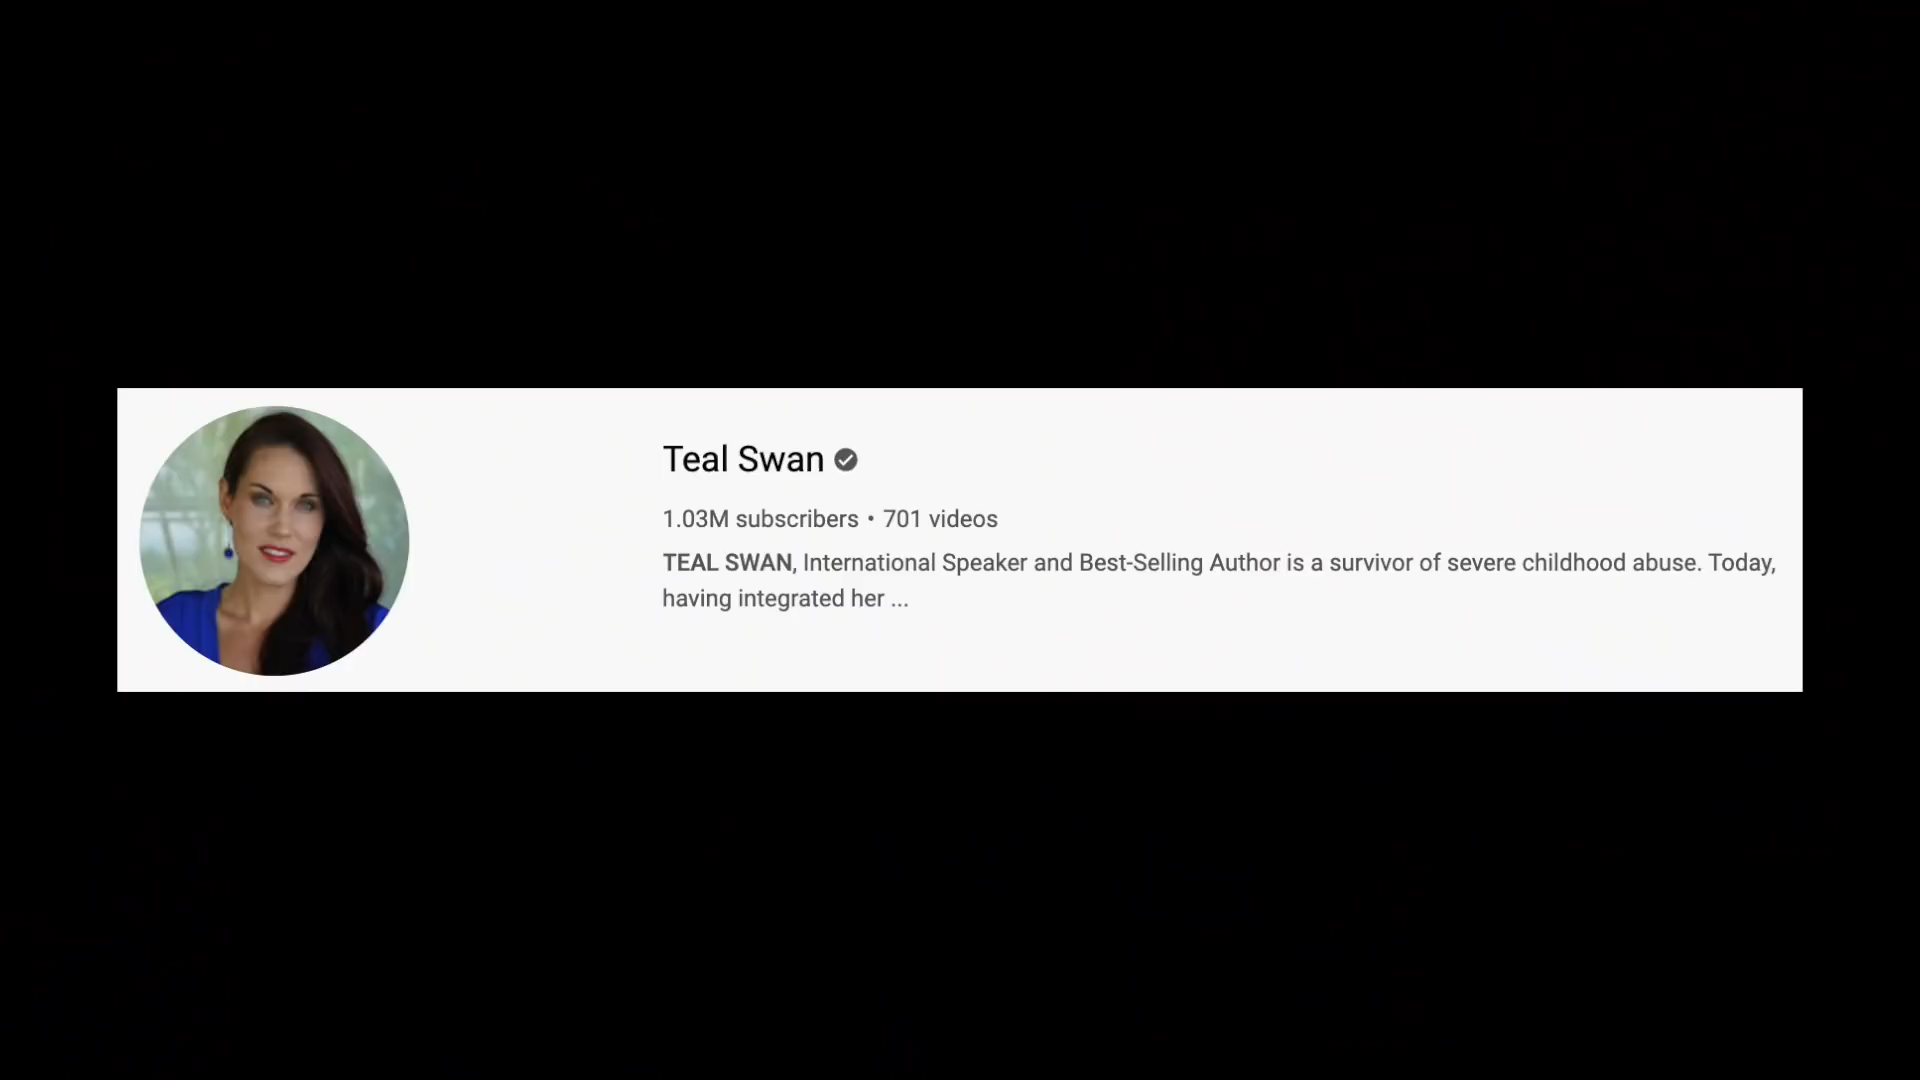 Teal Swan
1.03M subscribers • 701 videos
TEAL SWAN, International Speaker and Best-Selling Author is a survivor of severe childhood abuse. Today,
having integrated her ...